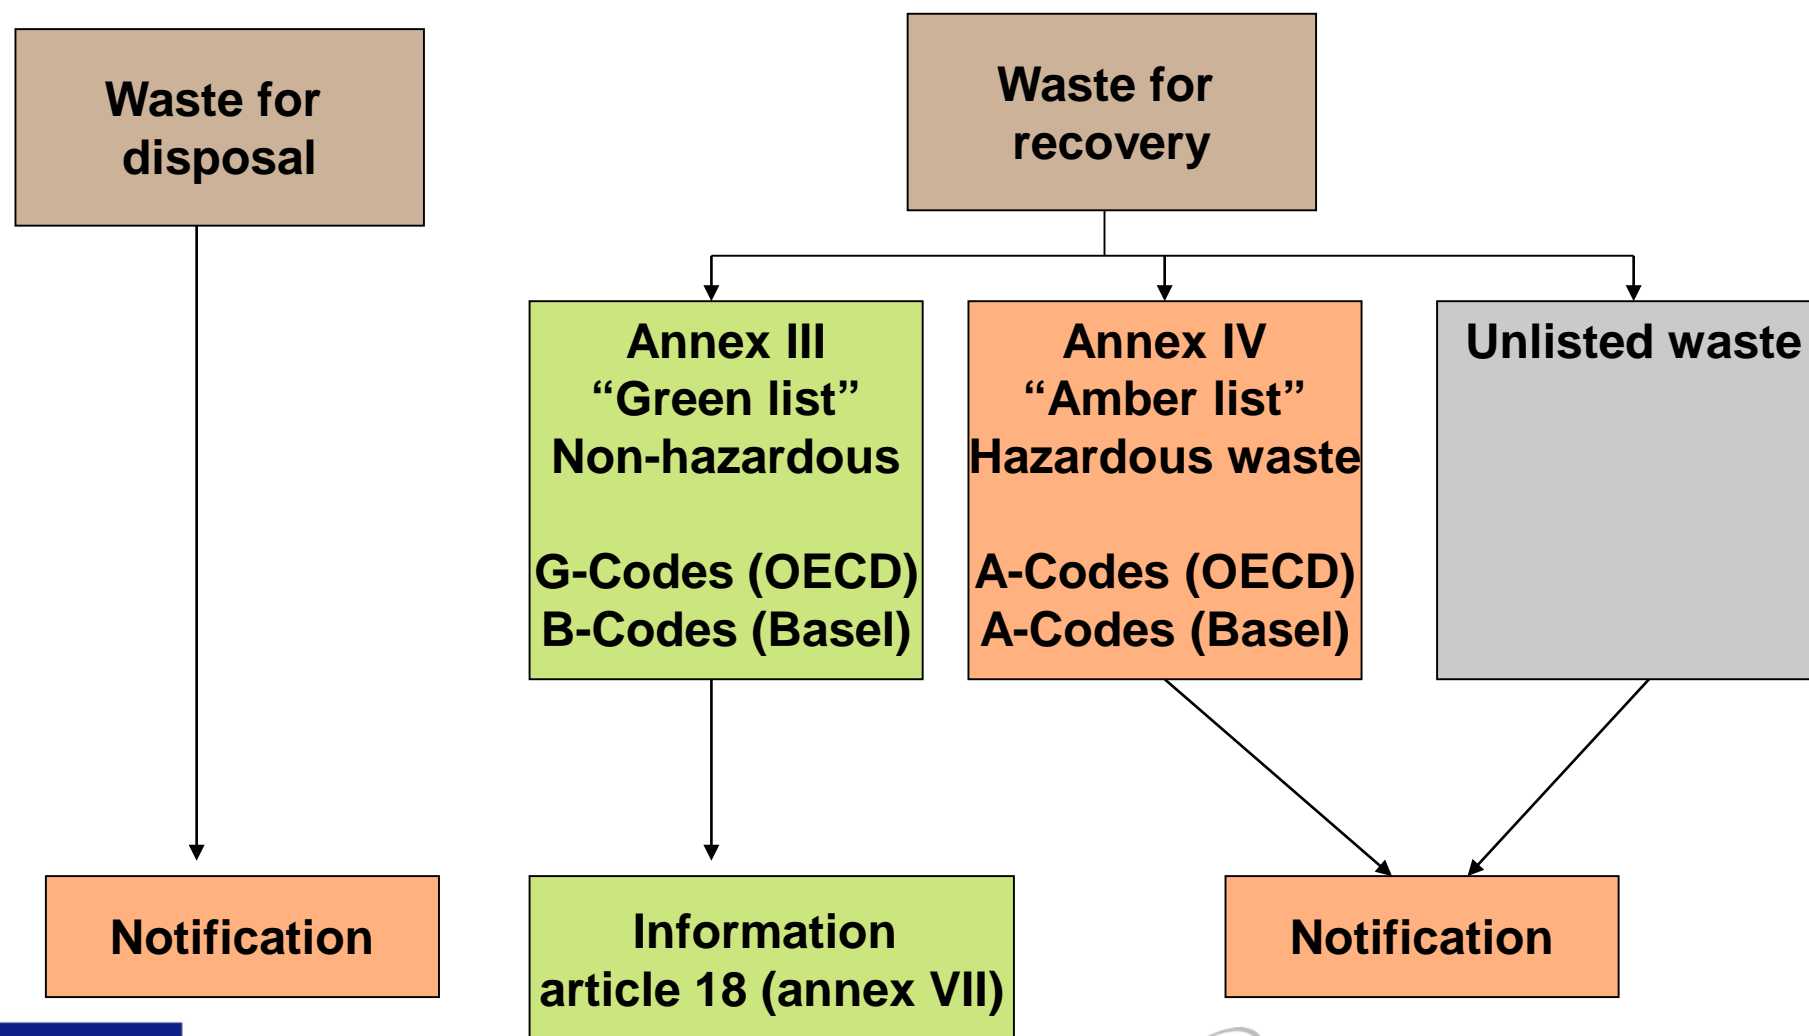 Waste for
disposal
Waste for
recovery
Annex III
“Green list”
Non-hazardous
G-Codes (OECD)
B-Codes (Basel)
Annex IV
“Amber list”
Hazardous waste
A-Codes (OECD)
A-Codes (Basel)
Unlisted waste
Notification
Information
article 18 (annex VII)
Notification